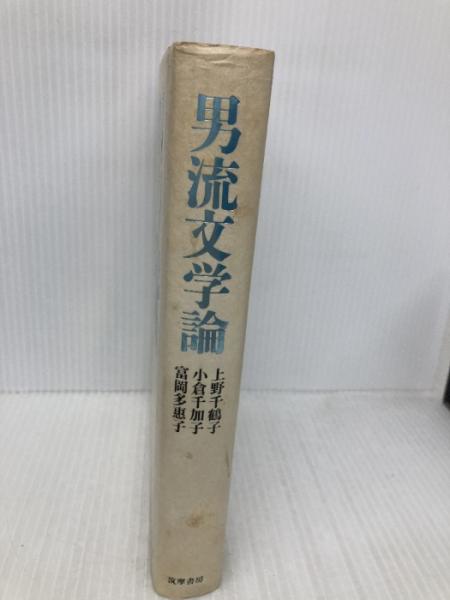 男流文学論
上野千鶴子
小倉千加子
富岡多惠子
筑摩書房